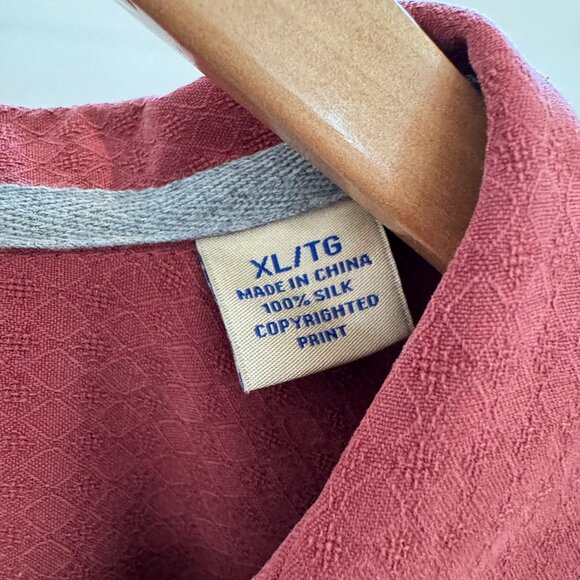 XL/TG
MADE IN CHINA
100% SILK
COPYRIGHTED
PRINT